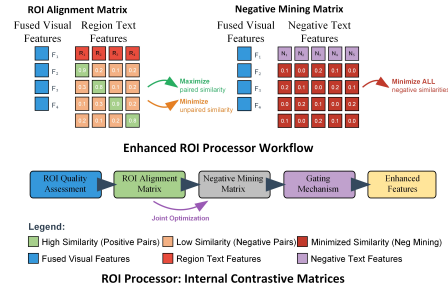 ROI Alignment Matrix
Negative Mining Matrix
Fused Visual
Features
Region Text
Features
Fused Visual
Features
Negative Text
Features
F₁
F₂
F₃
F₄
R₁ R₂ R₃ R₄
Maximize
paired similarity
Minimize
unpaired similarity
F₁
F₂
F₃
F₄
N₁ N₂ N₃ N₄ N₅
0.1 0.0 0.2 0.1 0.0
0.2 0.1 0.0 0.1 0.2
0.0 0.2 0.1 0.0 0.1
0.1 0.0 0.2 0.1 0.0
Minimize ALL
negative similarities
Enhanced ROI Processor Workflow
ROI Quality
Assessment
ROI Alignment
Matrix
Negative Mining
Matrix
Gating
Mechanism
Enhanced
Features
Joint Optimization
Legend:
High Similarity (Positive Pairs)
Low Similarity (Negative Pairs)
Minimized Similarity (Neg Mining)
Fused Visual Features
Region Text Features
Negative Text Features
ROI Processor: Internal Contrastive Matrices